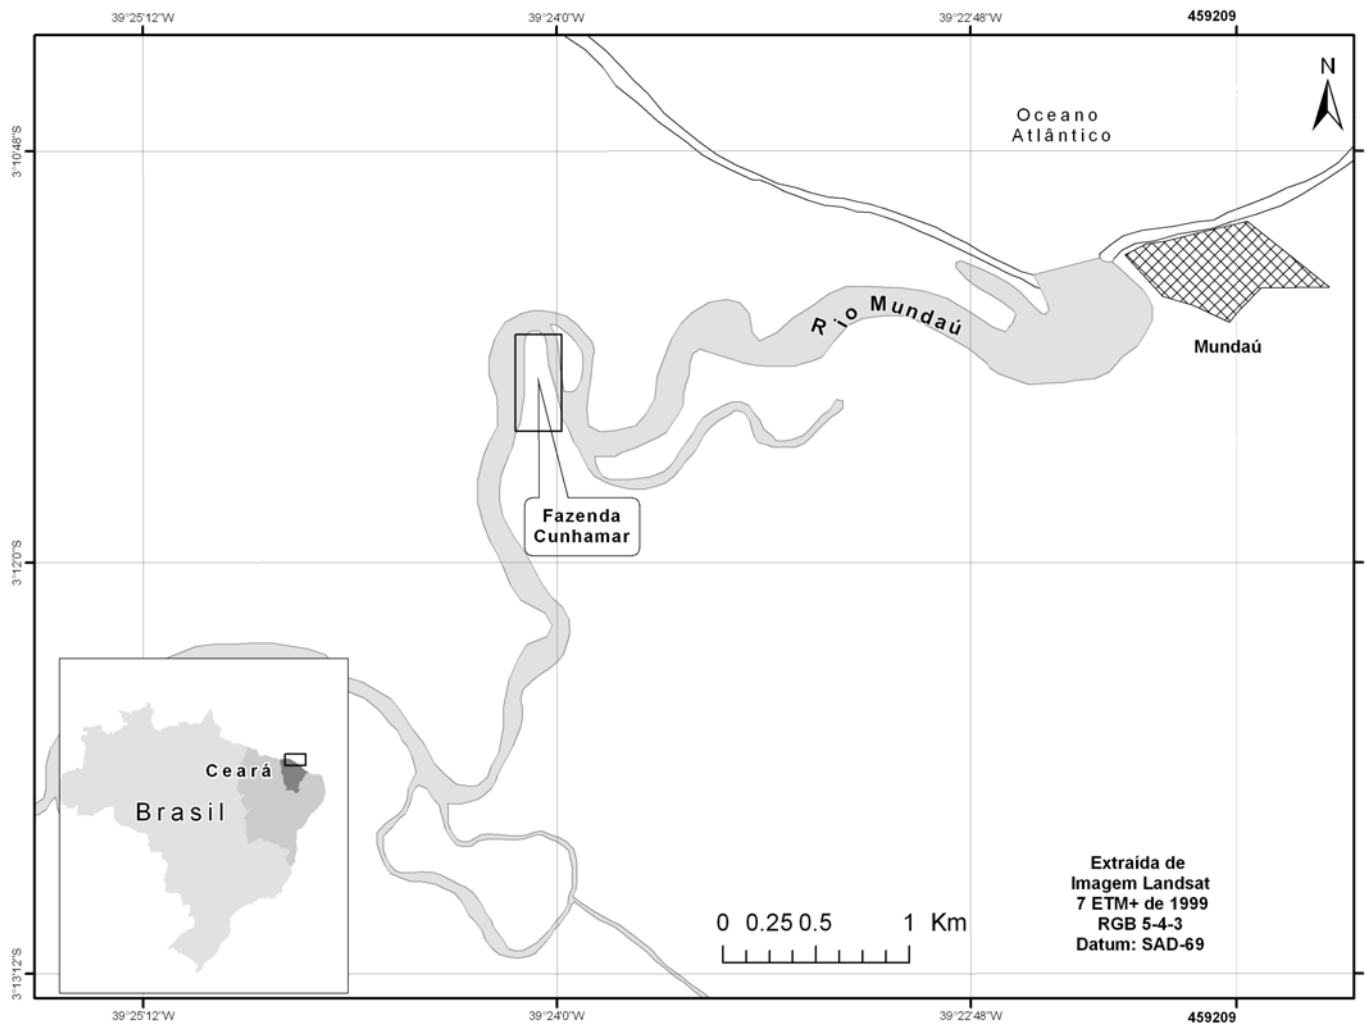 39°25'12"W
39°24'0"W
39°22'48"W
459209
N
Oceano
Atlântico
3°10'48"S
Rio Mundaú
Mundaú
Fazenda
Cunhamar
3°12'0"S
Ceará
Brasil
Extraída de
Imagem Landsat
7 ETM+ de 1999
RGB 5-4-3
Datum: SAD-69
0 0.25 0.5 1 Km
3°13'12"S
39°25'12"W
39°24'0"W
39°22'48"W
459209